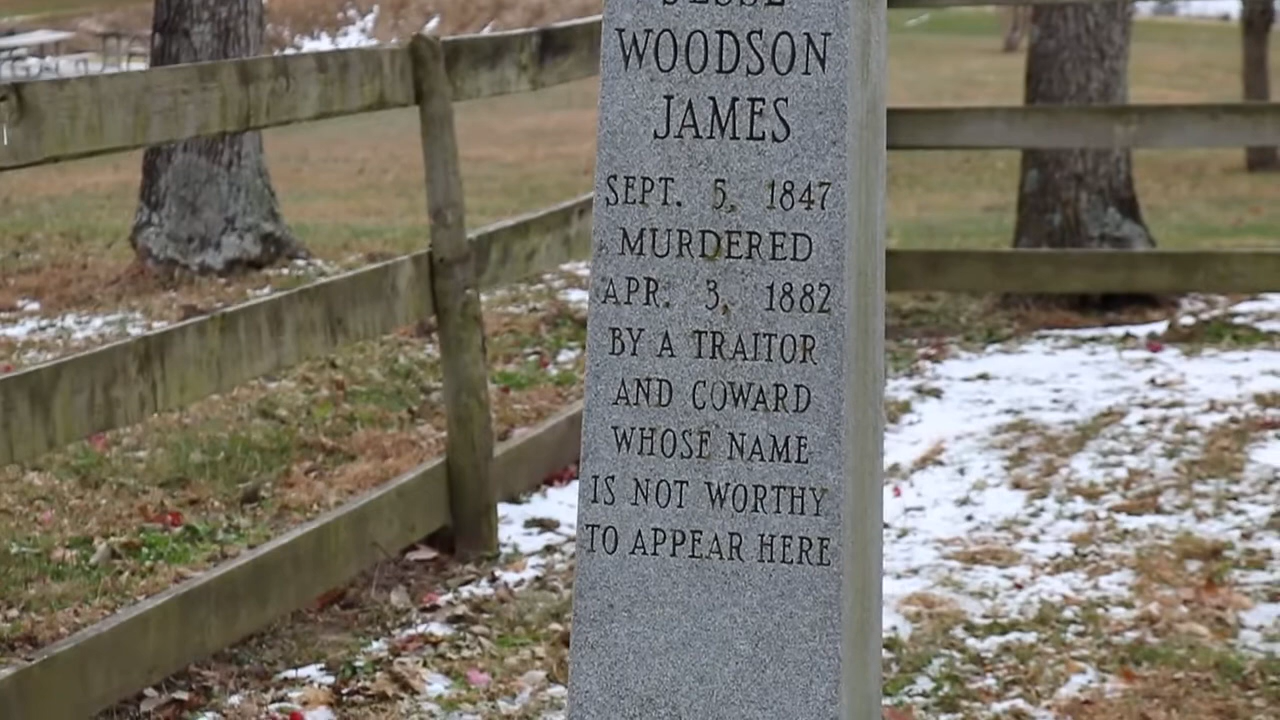 JESSE
WOODSON
JAMES
SEPT. 5, 1847
MURDERED
APR. 3, 1882
BY A TRAITOR
AND COWARD
WHOSE NAME
IS NOT WORTHY
TO APPEAR HERE